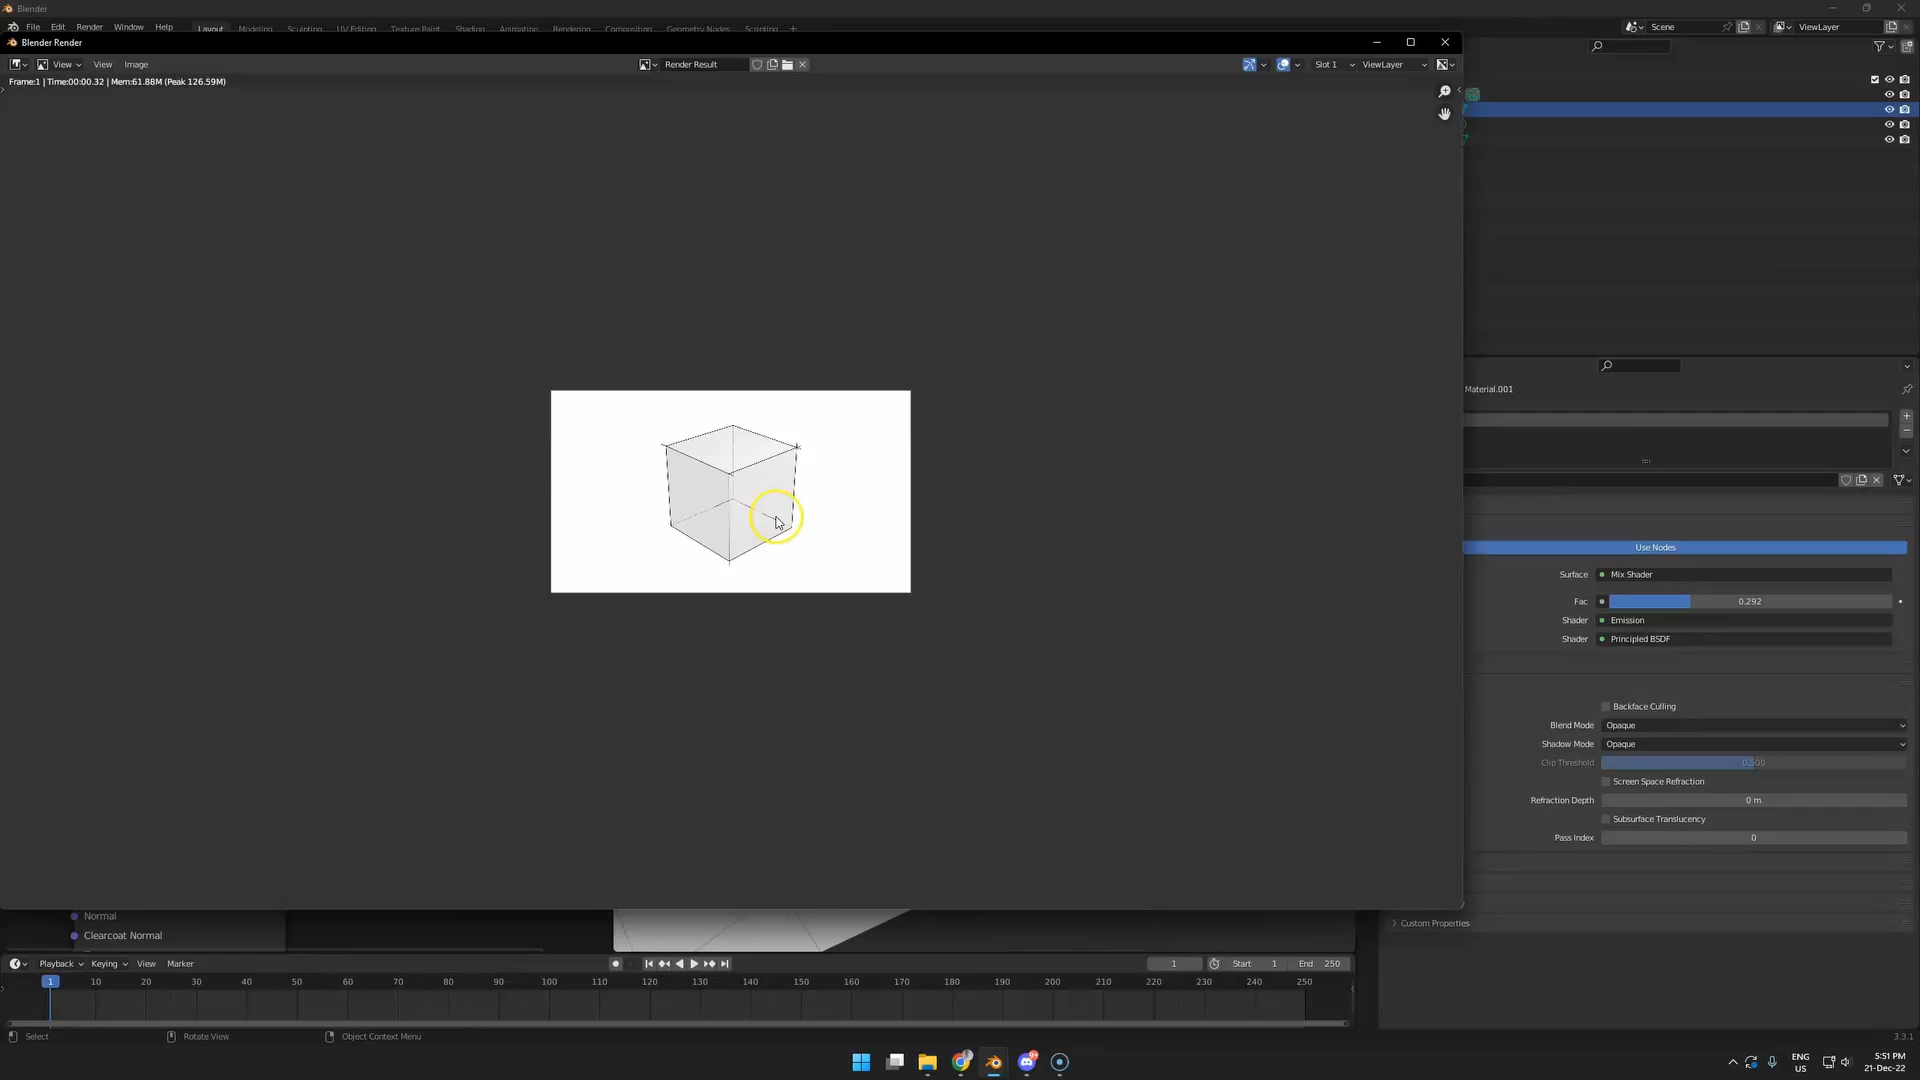 Blender
File Edit Render Window Help Layout Modeling Sculpting UV Editing Texture Paint Shading Animation Rendering Compositing Geometry Nodes Scripting + Scene ViewLayer
Blender Render
View View Image Render Result Slot 1 ViewLayer
Frame:1 | Time:00:00.32 | Mem:61.88M (Peak 126.59M)
Material.001
Use Nodes
Surface Mix Shader
Fac 0.292
Shader Emission
Shader Principled BSDF
Backface Culling
Blend Mode Opaque
Shadow Mode Opaque
Clip Threshold 0.500
Screen Space Refraction
Refraction Depth 0 m
Subsurface Translucency
Pass Index 0
Normal
Custom Properties
Clearcoat Normal
Playback Keying View Marker 1 Start 1 End 250
1 10 20 30 40 50 60 70 80 90 100 110 120 130 140 150 160 170 180 190 200 210 220 230 240 250
Select Rotate View Object Context Menu 3.3.1
ENG 5:51 PM
US 21-Dec-22